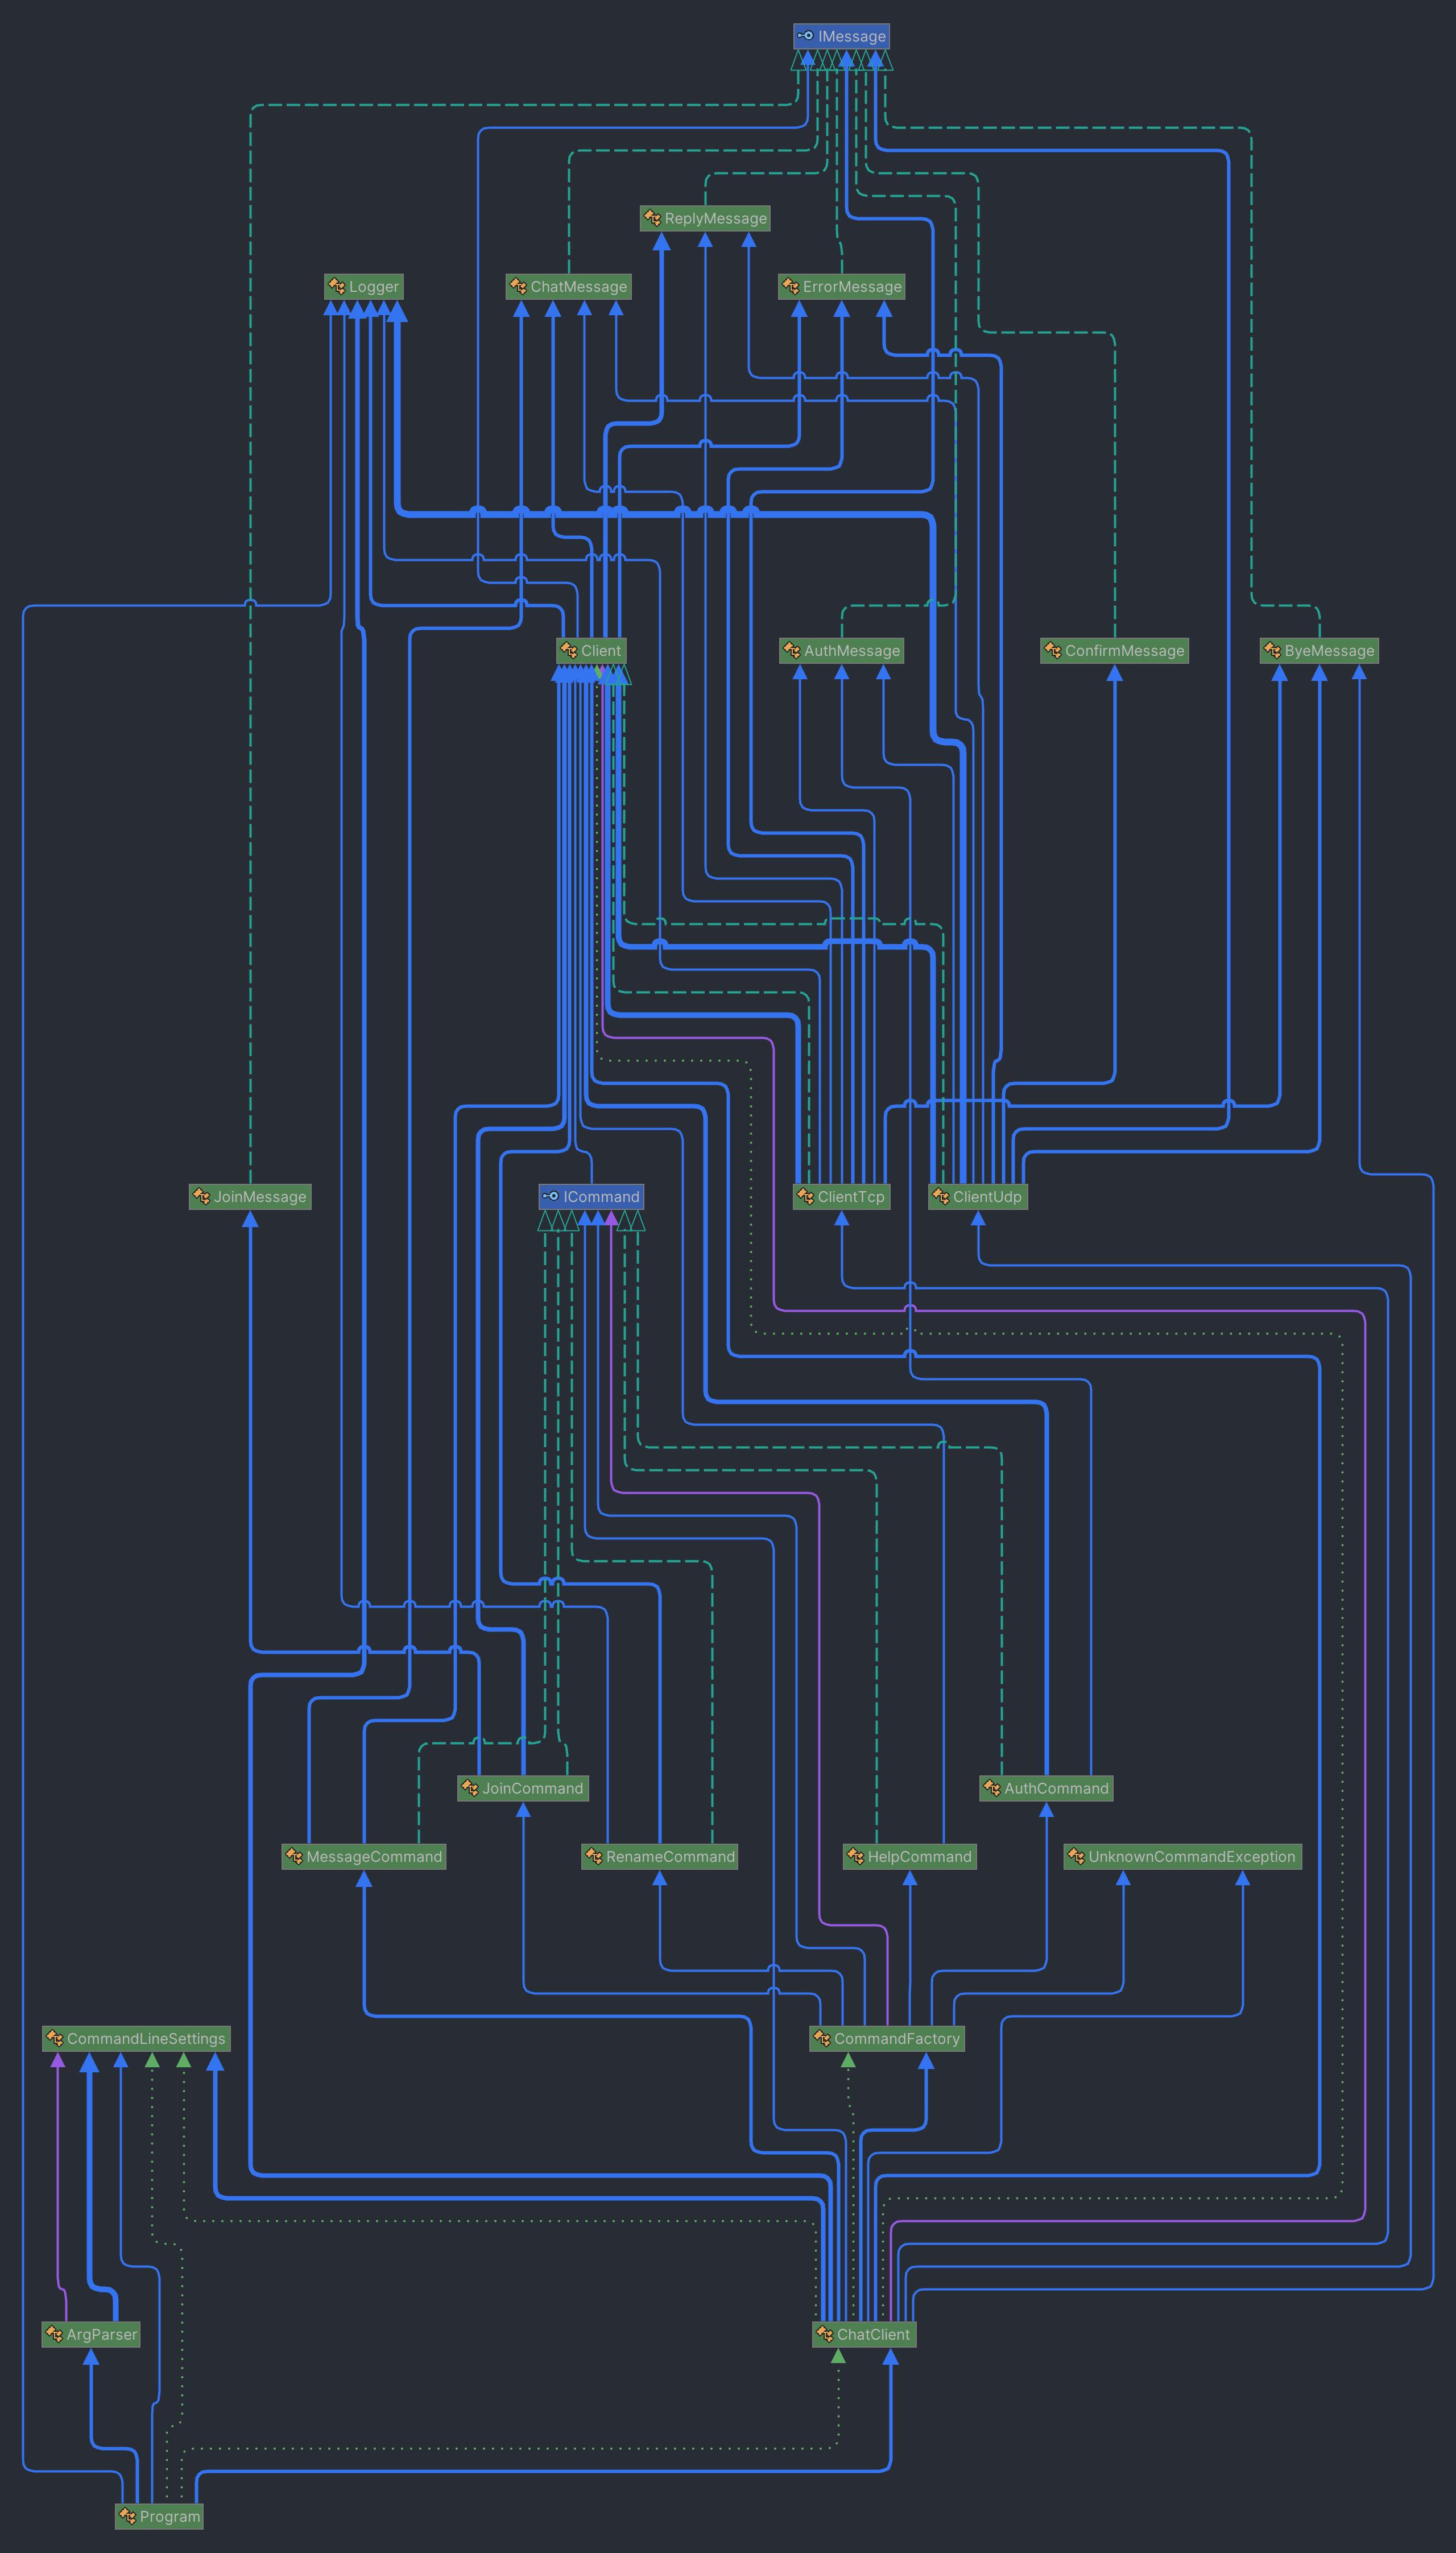 IMessage
ReplyMessage
Logger
ChatMessage
ErrorMessage
Client
AuthMessage
ConfirmMessage
ByeMessage
JoinMessage
ICommand
ClientTcp
ClientUdp
JoinCommand
AuthCommand
MessageCommand
RenameCommand
HelpCommand
UnknownCommandException
CommandLineSettings
CommandFactory
ArgParser
ChatClient
Program